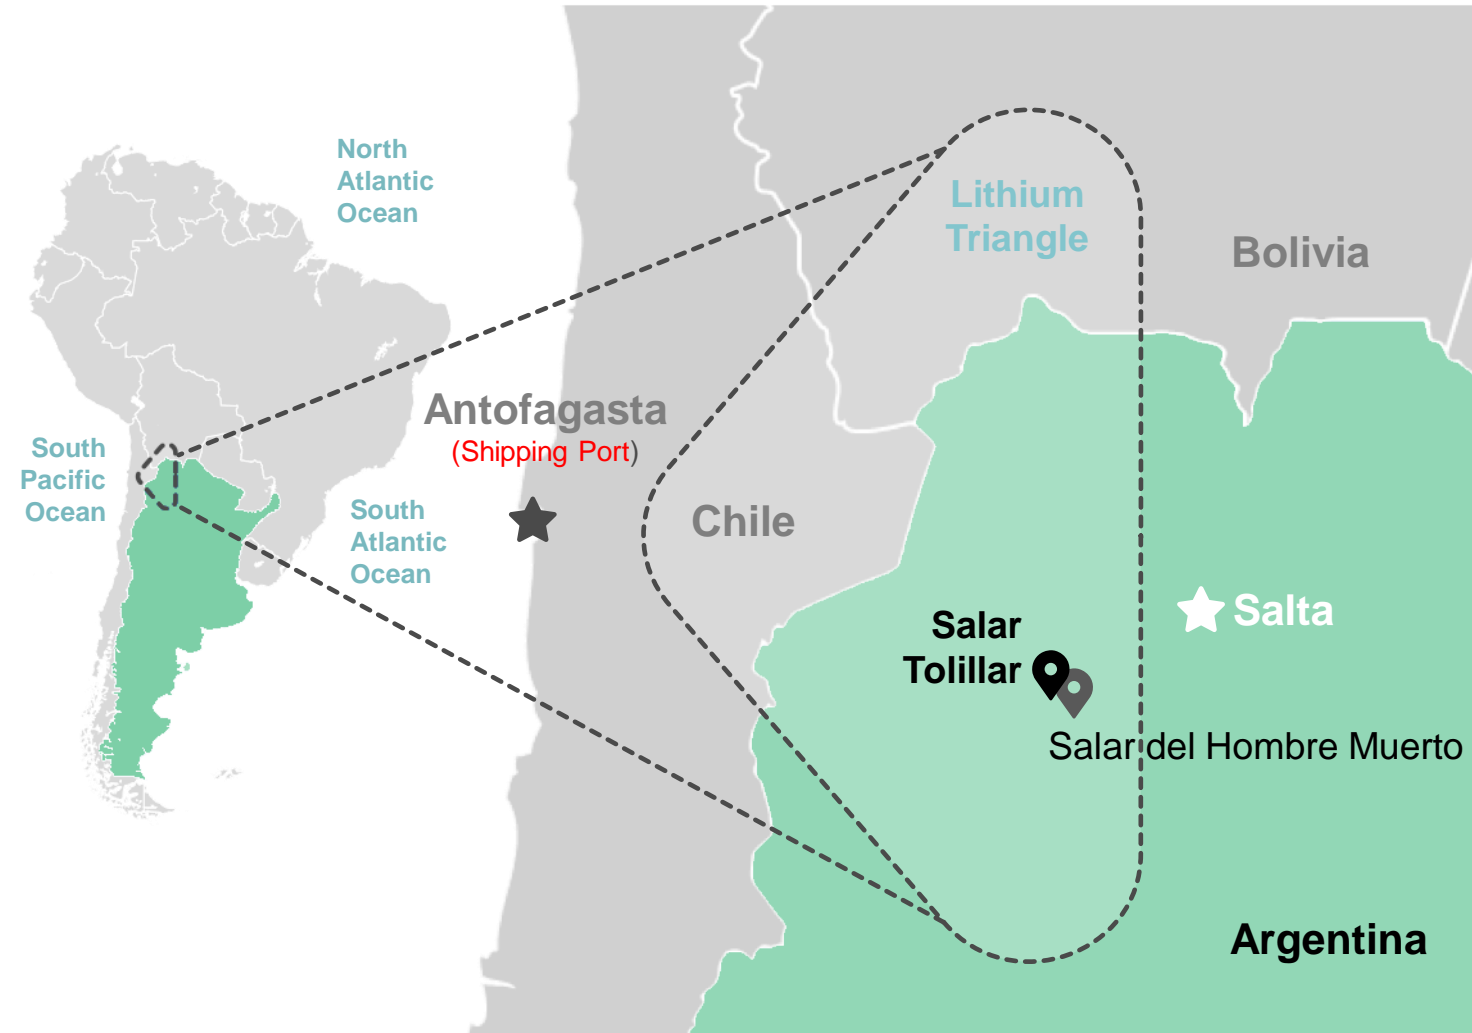 North
Atlantic
Ocean
Lithium
Triangle
Bolivia
Antofagasta
(Shipping Port)
South
Pacific
Ocean
South
Atlantic
Ocean
Chile
Salta
Salar
Tolillar
Salar del Hombre Muerto
Argentina